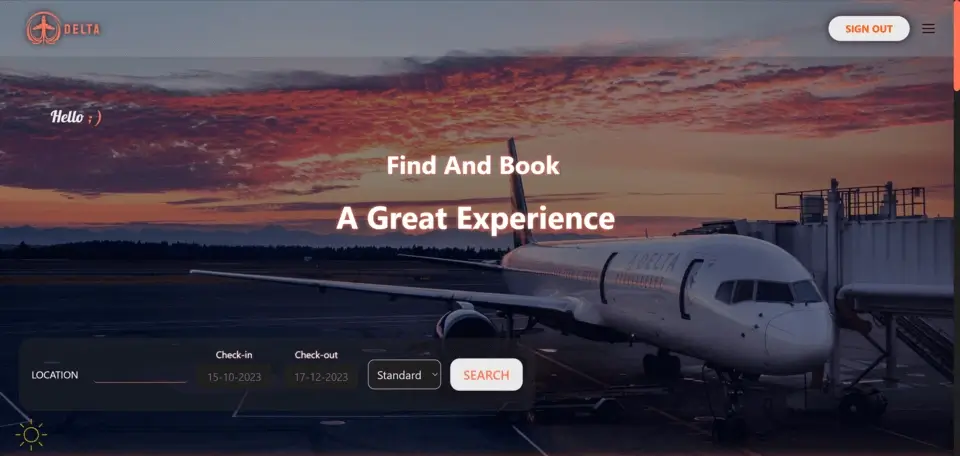 DELTA
SIGN OUT
Hello ; )
Find And Book
A Great Experience
DELTA
Check-in
Check-out
LOCATION
15-10-2023
17-12-2023
Standard
SEARCH